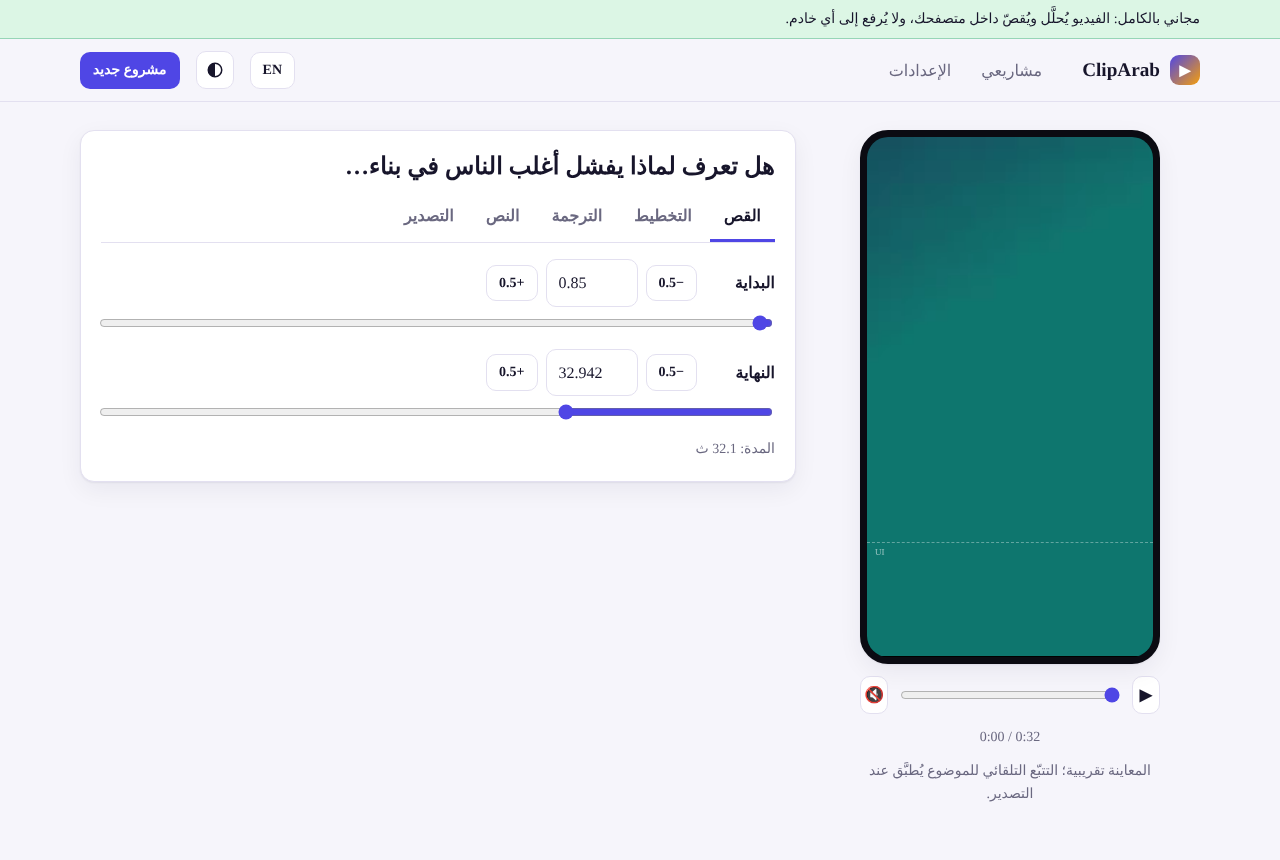 مجاني بالكامل: الفيديو يُحلَّل ويُقصّ داخل متصفحك، ولا يُرفع إلى أي خادم.
ClipArab
مشاريعي
الإعدادات
EN
مشروع جديد
هل تعرف لماذا يفشل أغلب الناس في بناء…
القص
التخطيط
الترجمة
النص
التصدير
البداية
−0.5
0.85
+0.5
النهاية
−0.5
32.942
+0.5
المدة: 32.1 ث
UI
0:00 / 0:32
المعاينة تقريبية؛ التتبّع التلقائي للموضوع يُطبَّق عند
التصدير.